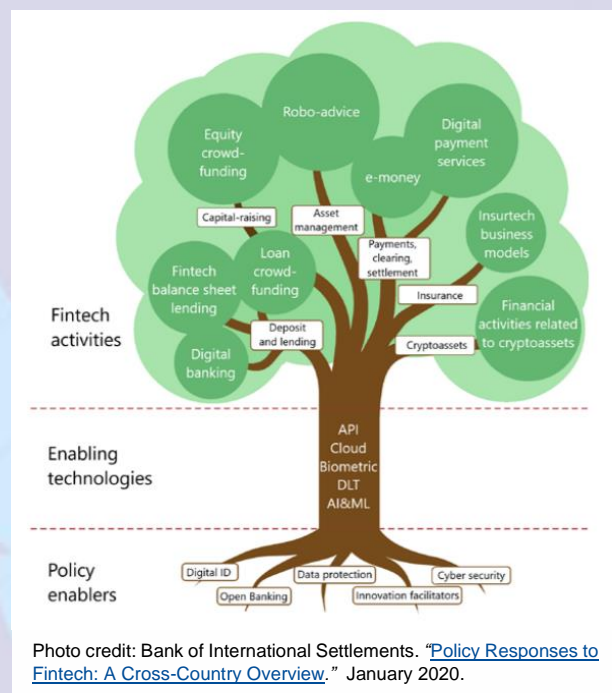 Robo-advice
Equity
crowd-
funding
Digital
payment
services
e-money
Capital-raising
Asset
management
Payments,
clearing,
settlement
Insurtech
business
models
Loan
crowd-
funding
Fintech
balance sheet
lending
Insurance
Financial
activities related
to cryptoassets
Fintech
activities
Deposit
and lending
Cryptoassets
Digital
banking
Enabling
technologies
API
Cloud
Biometric
DLT
AI&ML
Policy
enablers
Digital ID
Data protection
Cyber security
Open Banking
Innovation facilitators
Photo credit: Bank of International Settlements. “Policy Responses to
Fintech: A Cross-Country Overview.” January 2020.